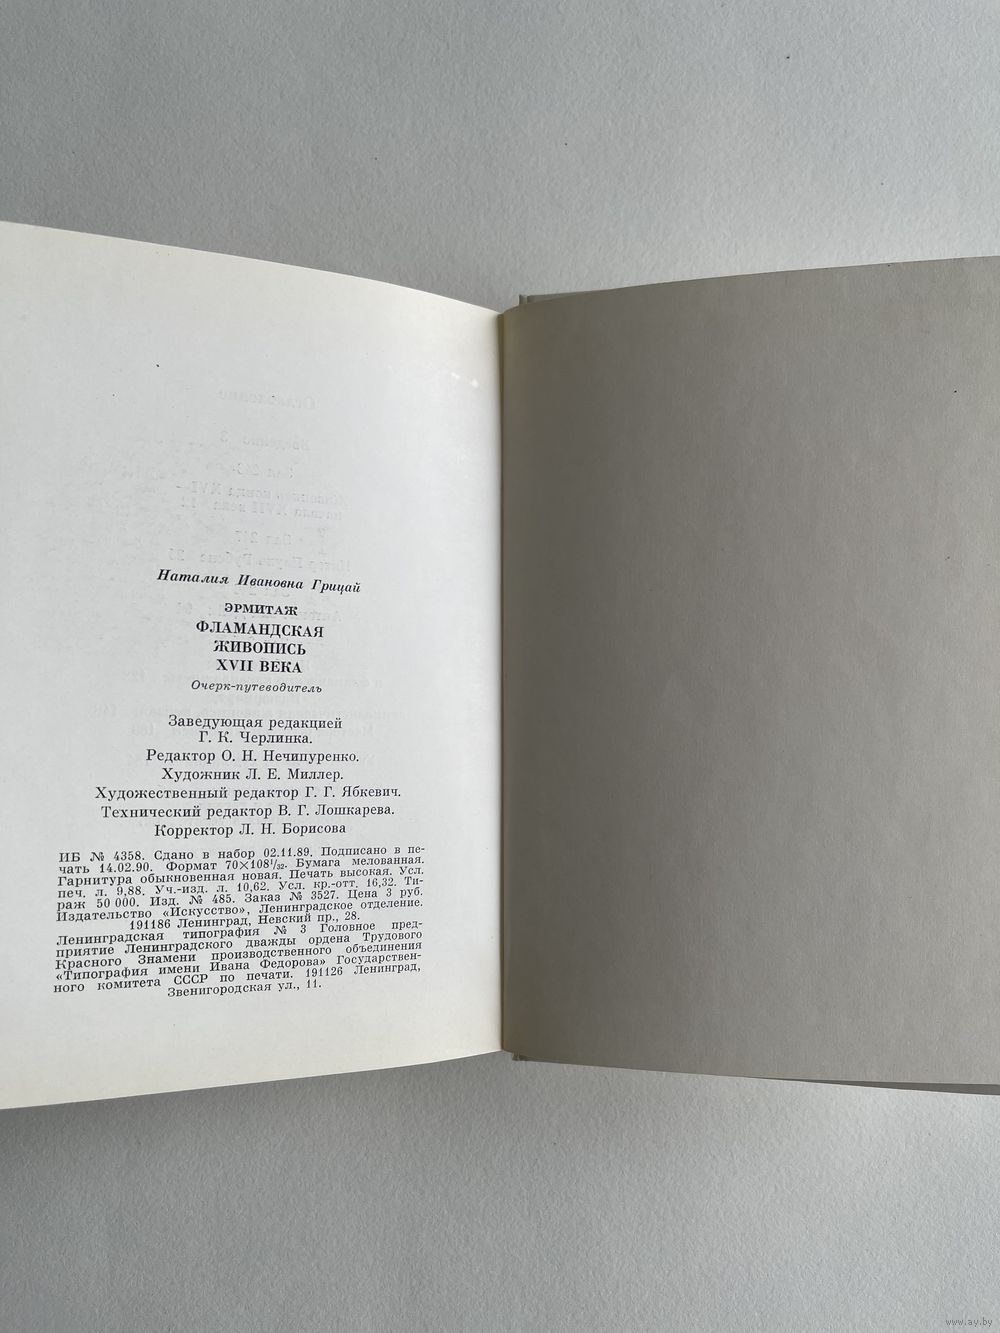 Наталия Ивановна Грицай
ЭРМИТАЖ
ФЛАМАНДСКАЯ
ЖИВОПИСЬ
XVII ВЕКА
Очерк-путеводитель
Заведующая редакцией
Г. К. Черлинка.
Редактор О. Н. Нечипуренко.
Художник Л. Е. Миллер.
Художественный редактор Г. Г. Ябкевич.
Технический редактор В. Г. Лошкарева.
Корректор Л. Н. Борисова
ИБ № 4358. Сдано в набор 02.11.89. Подписано в пе-
чать 14.02.90. Формат 70×108¹/₃₂. Бумага мелованная.
Гарнитура обыкновенная новая. Печать высокая. Усл.
печ. л. 9,88. Уч.-изд. л. 10,62. Усл. кр.-отт. 16,32. Ти-
раж 50 000. Изд. № 485. Заказ № 3527. Цена 3 руб.
Издательство «Искусство», Ленинградское отделение.
191186 Ленинград, Невский пр., 28.
Ленинградская типография № 3 Головное пред-
приятие Ленинградского дважды ордена Трудового
Красного Знамени производственного объединения
«Типография имени Ивана Федорова» Государствен-
ного комитета СССР по печати. 191126 Ленинград,
Звенигородская ул., 11.
www.ay.by